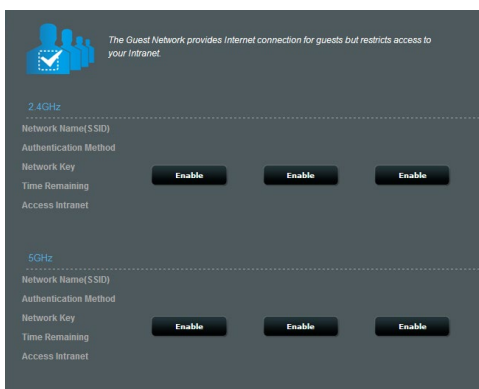 The Guest Network provides Internet connection for guests but restricts access to
your Intranet.
2.4GHz
Network Name(SSID)
Authentication Method
Network Key
Time Remaining
Access Intranet
Enable Enable Enable
5GHz
Network Name(SSID)
Authentication Method
Network Key
Time Remaining
Access Intranet
Enable Enable Enable